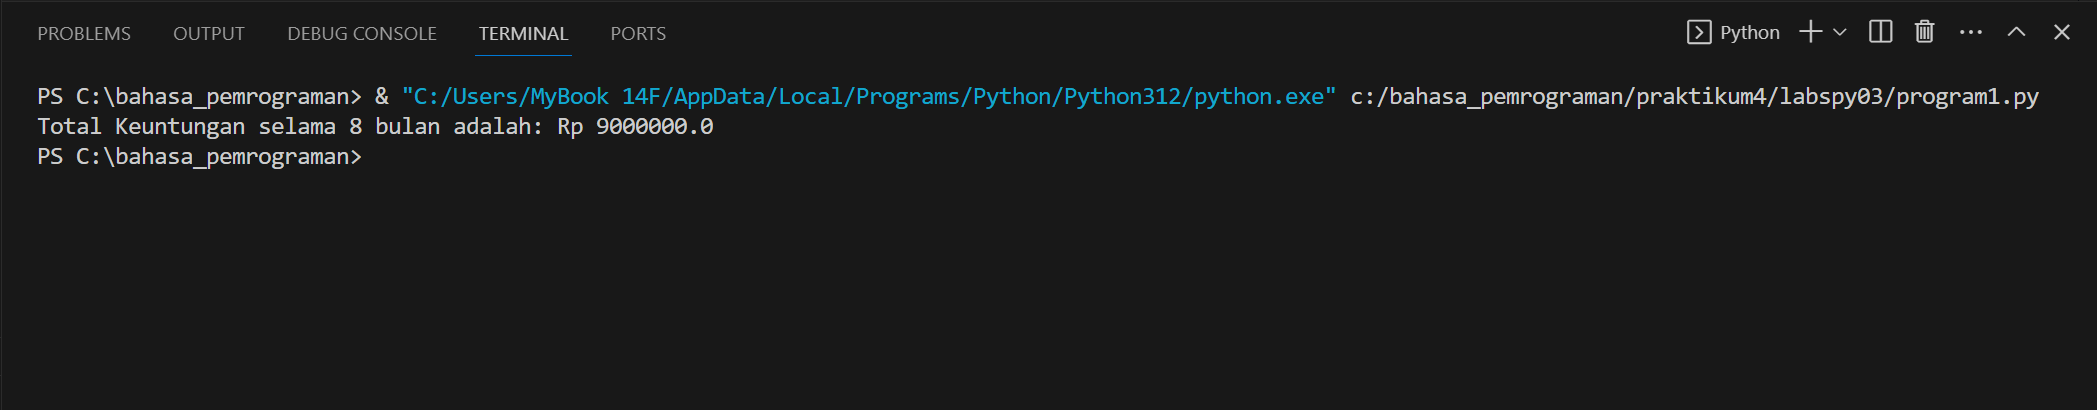 PROBLEMS OUTPUT DEBUG CONSOLE TERMINAL PORTS Python
PS C:\bahasa_pemrograman> & "C:/Users/MyBook 14F/AppData/Local/Programs/Python/Python312/python.exe" c:/bahasa_pemrograman/praktikum4/labspy03/program1.py
Total Keuntungan selama 8 bulan adalah: Rp 9000000.0
PS C:\bahasa_pemrograman>